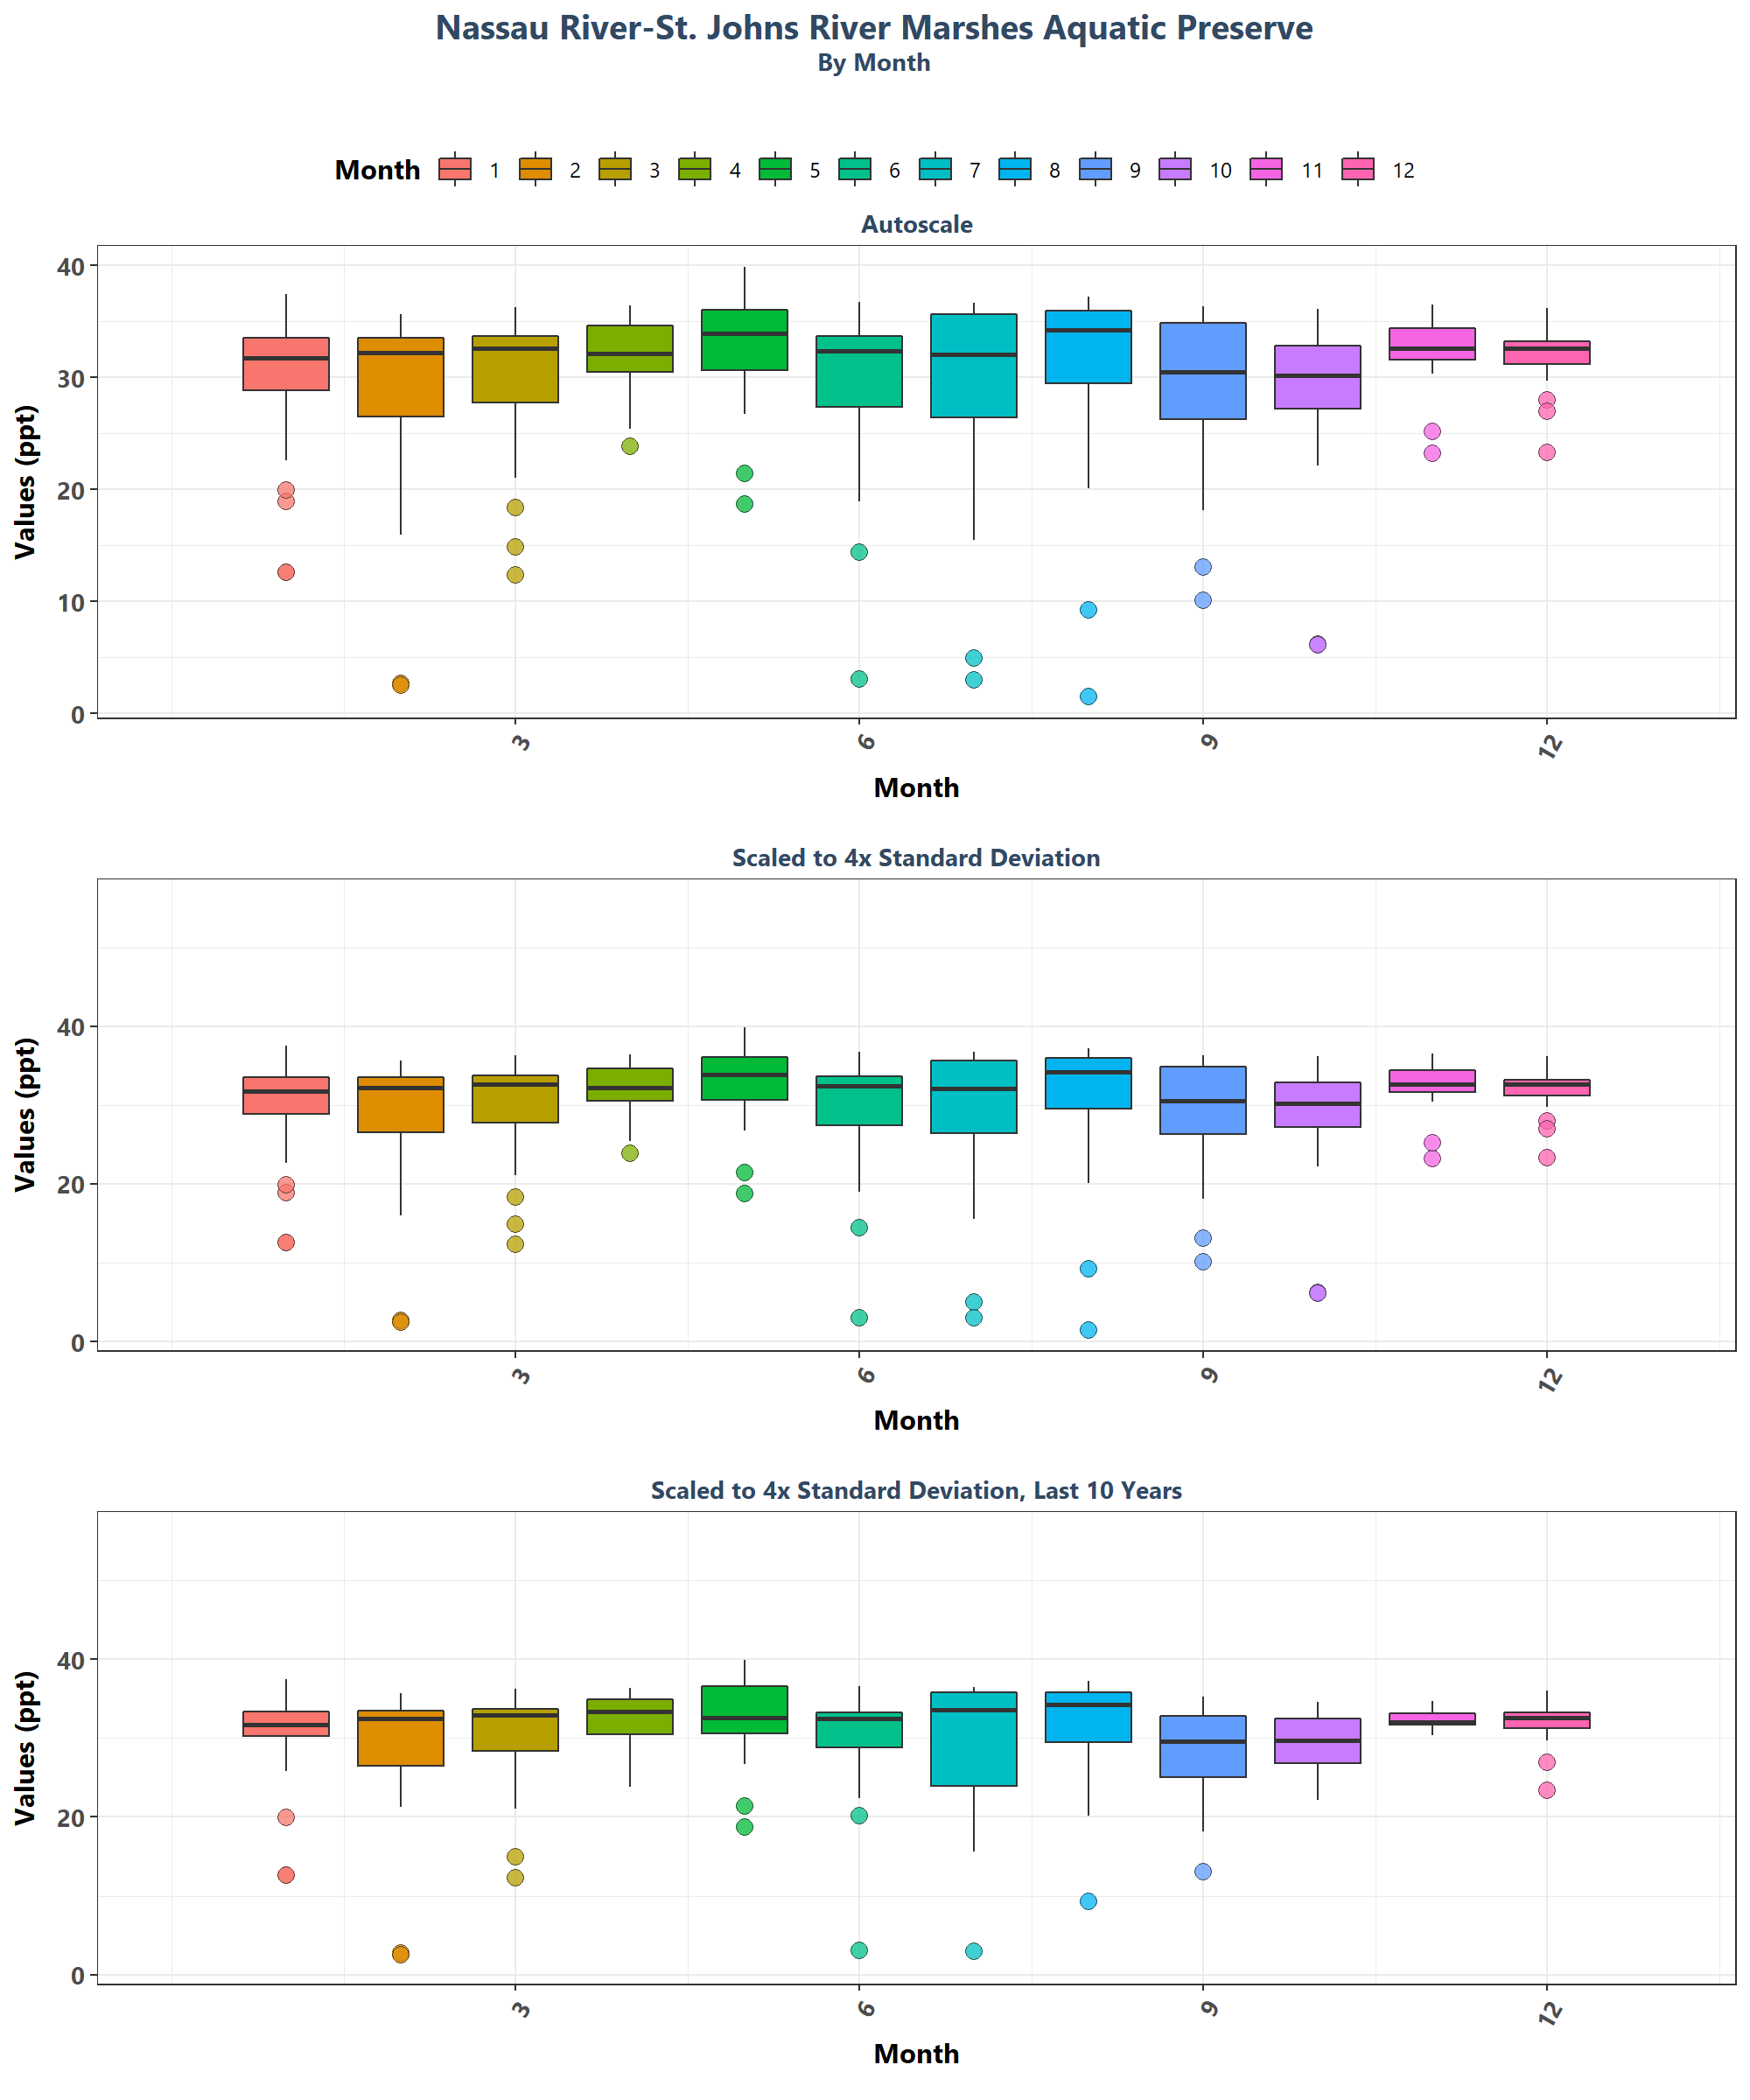 Nassau River-St. Johns River Marshes Aquatic Preserve
By Month
Month 1 2 3 4 5 6 7 8 9 10 11 12
Autoscale
Values (ppt)
40
30
20
10
0
3 6 9 12
Month
Scaled to 4x Standard Deviation
Values (ppt)
40
20
0
3 6 9 12
Month
Scaled to 4x Standard Deviation, Last 10 Years
Values (ppt)
40
20
0
3 6 9 12
Month